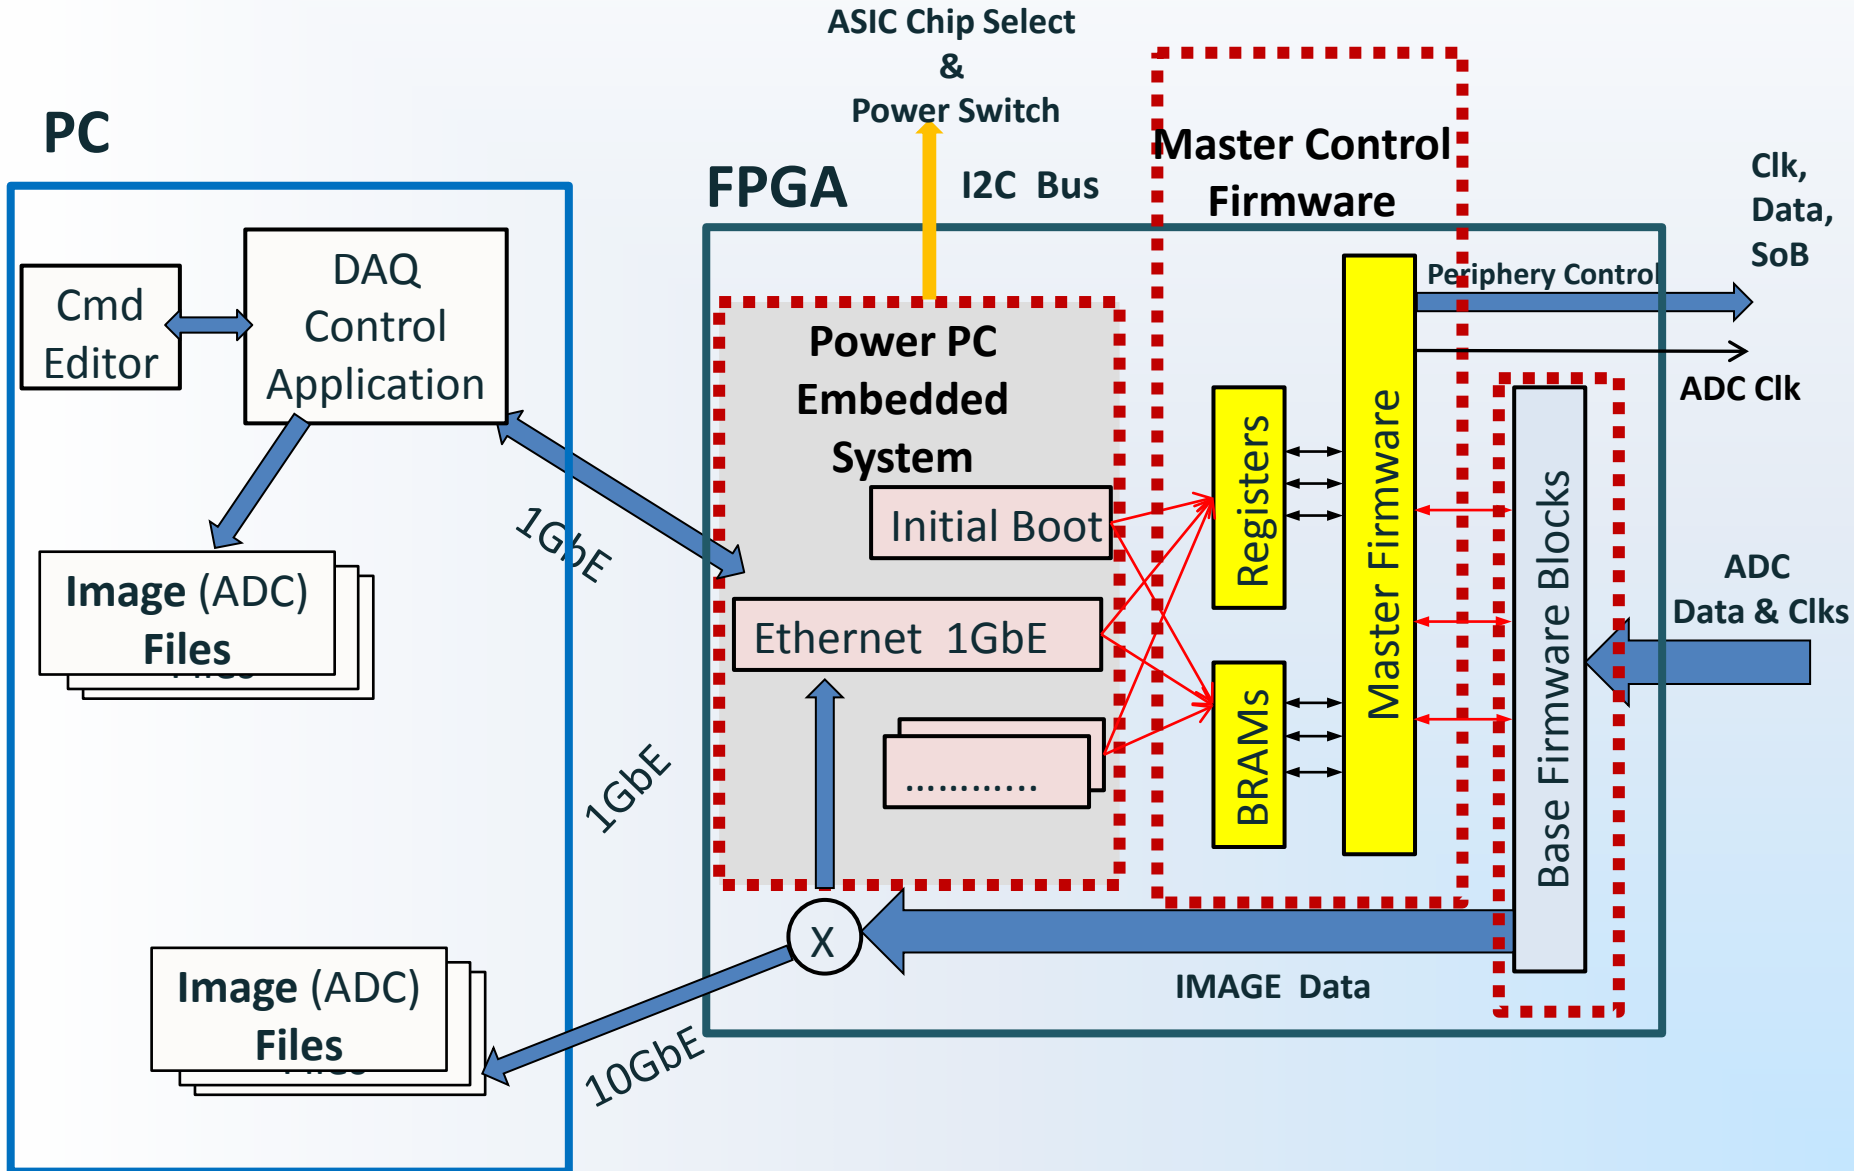 ASIC Chip Select
&
Power Switch
PC
FPGA
I2C Bus
Master Control
Firmware
Clk,
Data,
SoB
Cmd
Editor
DAQ
Control
Application
Periphery Control
ADC Clk
Power PC
Embedded
System
Initial Boot
Ethernet 1GbE
............
Registers
BRAMs
Master Firmware
Base Firmware Blocks
ADC
Data & Clks
1GbE
Image (ADC)
Files
Files
1GbE
X
IMAGE Data
10GbE
Image (ADC)
Files
Files